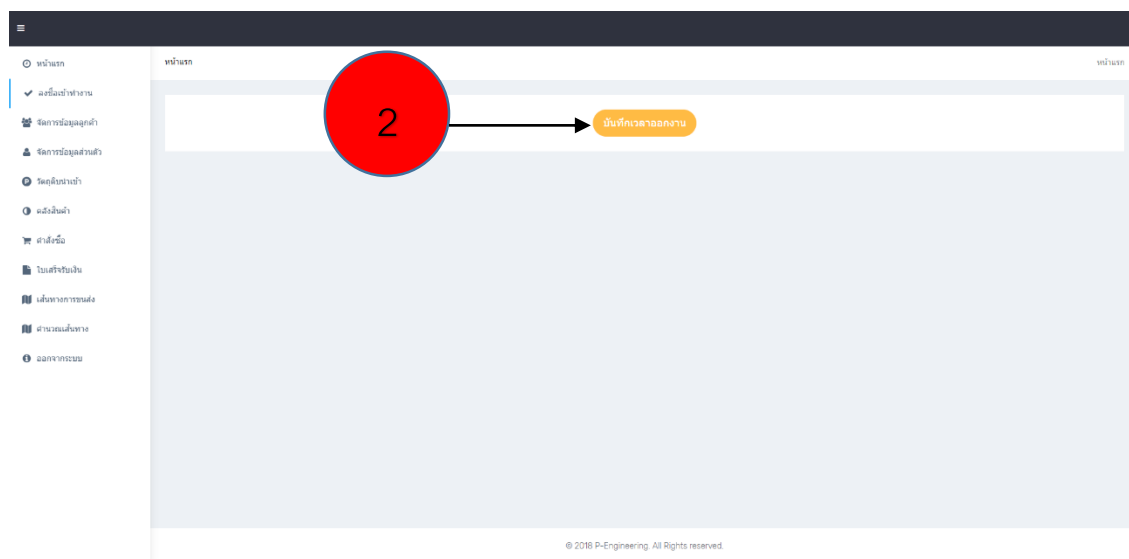 หน้าแรก
ลงชื่อเข้าทำงาน
จัดการข้อมูลลูกค้า
จัดการข้อมูลส่วนตัว
วัตถุดิบนำเข้า
คลังสินค้า
คำสั่งซื้อ
ใบเสร็จรับเงิน
เส้นทางการขนส่ง
คำนวณเส้นทาง
ออกจากระบบ
หน้าแรก
หน้าแรก
2
บันทึกเวลาออกงาน
© 2018 P-Engineering. All Rights reserved.